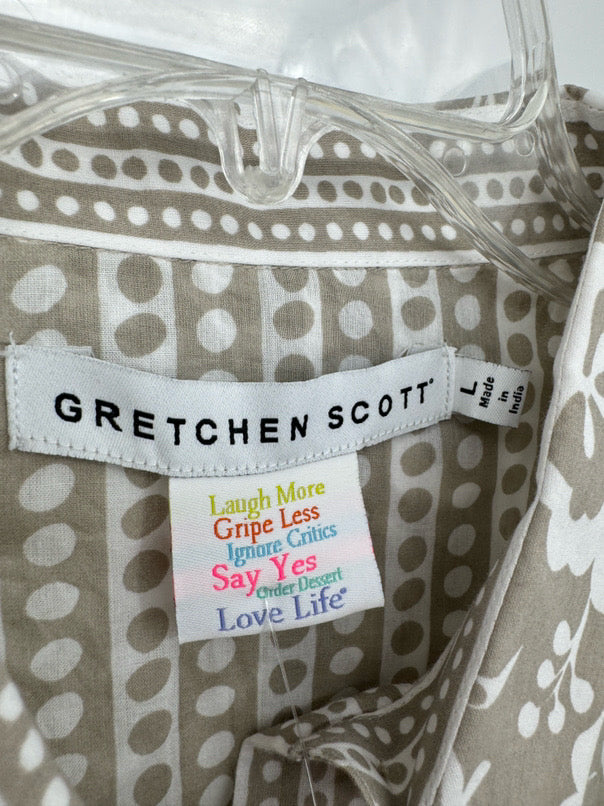 GRETCHEN SCOTT®
L
Made
in
India
Laugh More
Gripe Less
Ignore Critics
Say Yes
Order Dessert
Love Life®